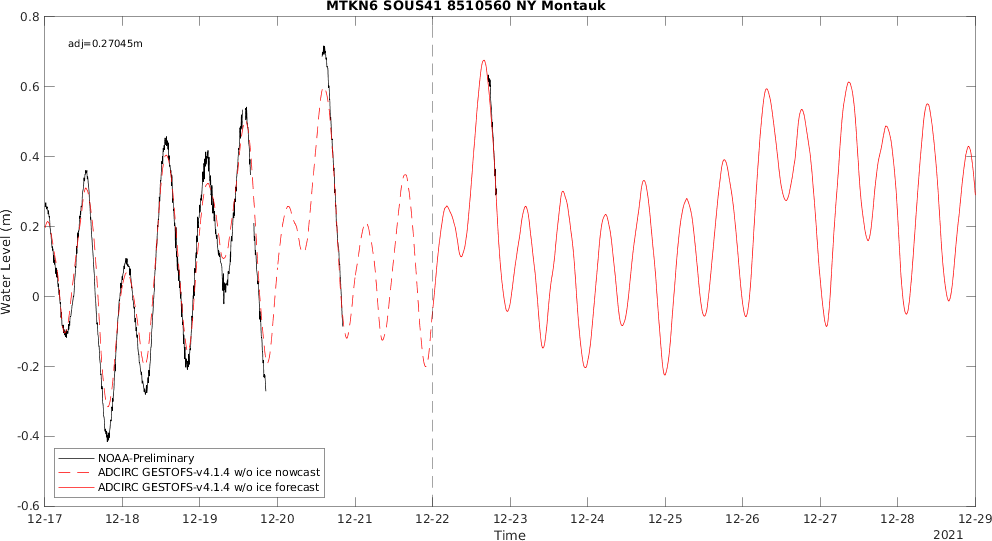 MTKN6 SOUS41 8510560 NY Montauk
adj=0.27045m
0.8
0.6
0.4
0.2
0
-0.2
-0.4
-0.6
Water Level (m)
NOAA-Preliminary
ADCIRC GESTOFS-v4.1.4 w/o ice nowcast
ADCIRC GESTOFS-v4.1.4 w/o ice forecast
12-17 12-18 12-19 12-20 12-21 12-22 12-23 12-24 12-25 12-26 12-27 12-28 12-29
Time
2021